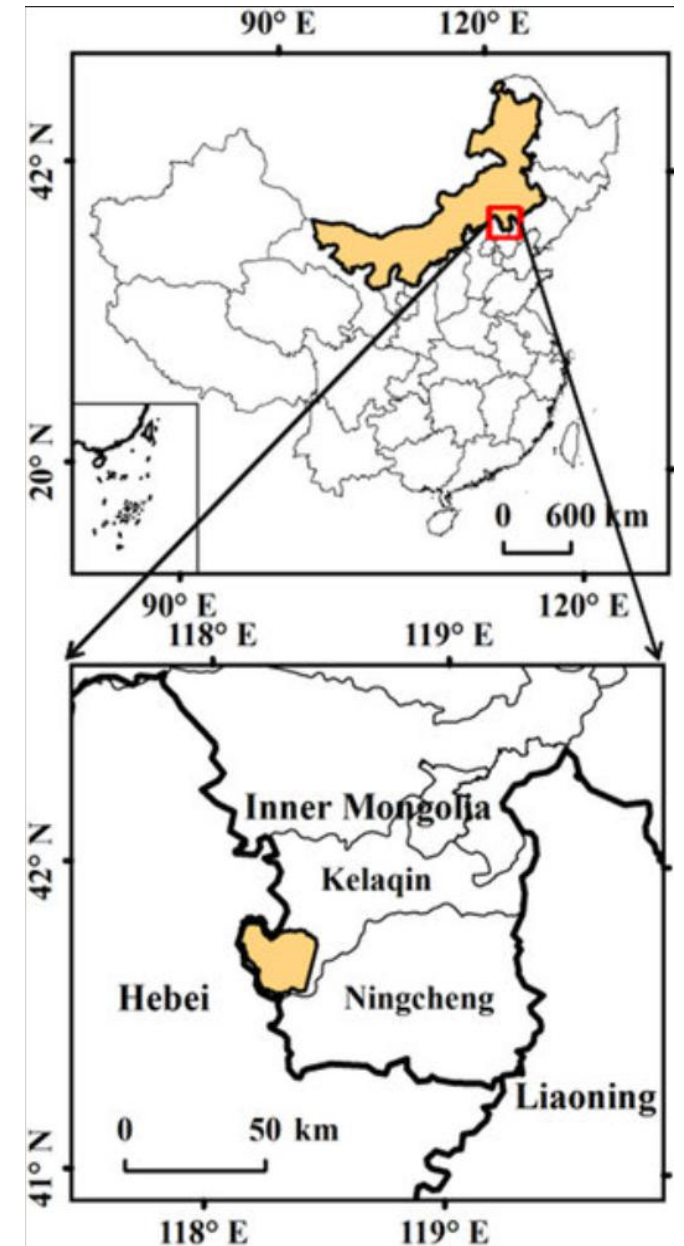 90° E 120° E
42° N
20° N
0 600 km
90° E 120° E
118° E 119° E
Inner Mongolia
42° N
Kelaqin
Hebei Ningcheng
Liaoning
0 50 km
41° N
118° E 119° E